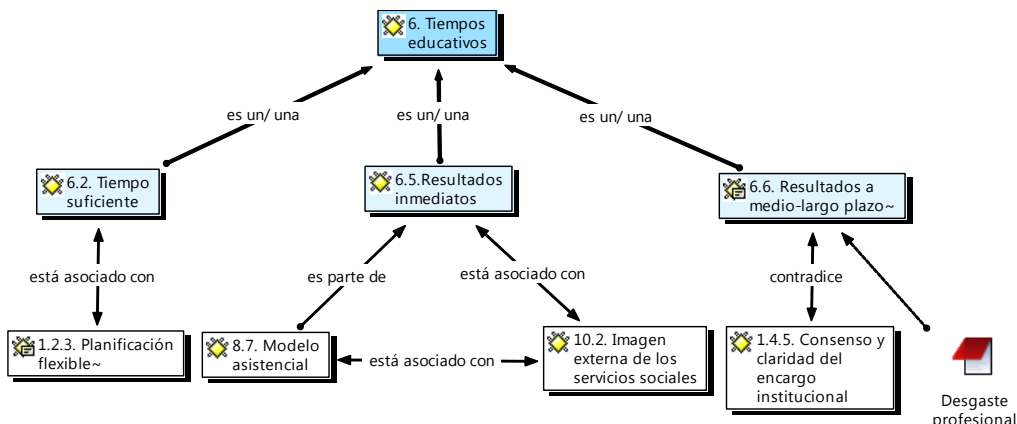 6. Tiempos
educativos
es un/ una
es un/ una
es un/ una
6.2. Tiempo
suficiente
6.5.Resultados
inmediatos
6.6. Resultados a
medio-largo plazo~
está asociado con
es parte de
está asociado con
contradice
1.2.3. Planificación
flexible~
8.7. Modelo
asistencial
está asociado con
10.2. Imagen
externa de los
servicios sociales
1.4.5. Consenso y
claridad del
encargo
institucional
Desgaste
profesional